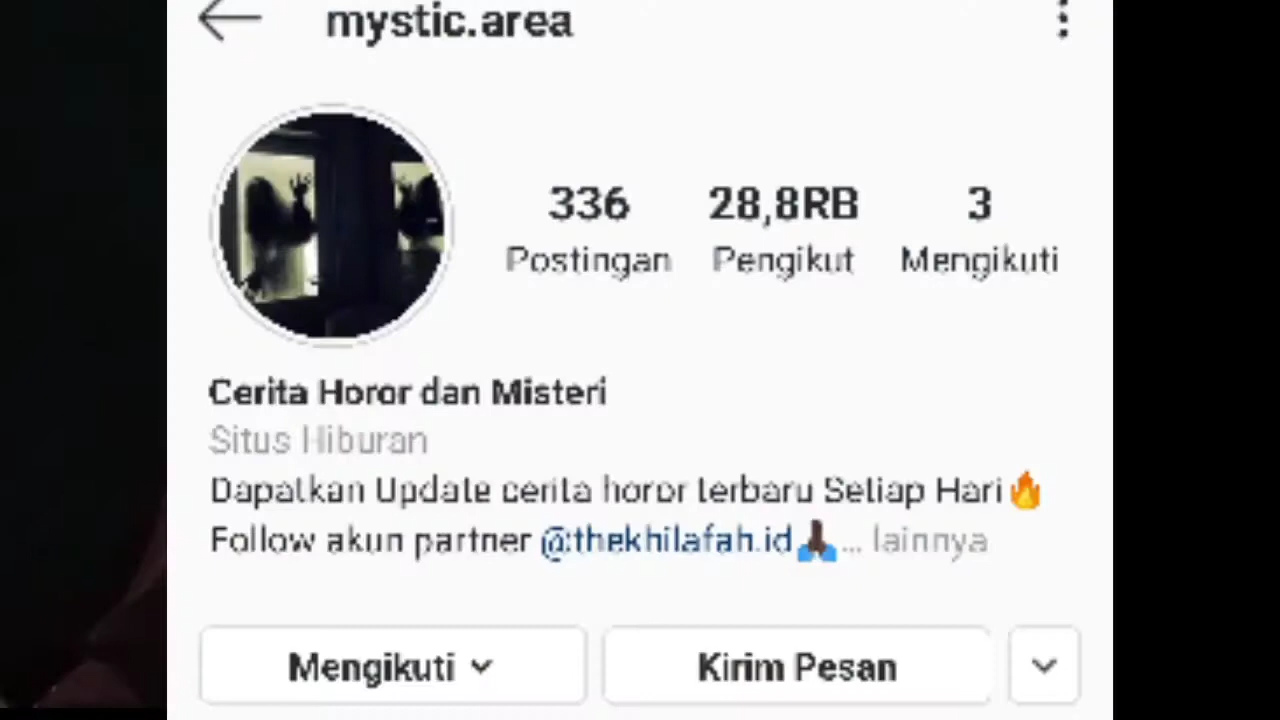 mystic.area
336 28,8RB 3
Postingan Pengikut Mengikuti
Cerita Horor dan Misteri
Situs Hiburan
Dapatkan Update cerita horor terbaru Setiap Hari🔥
Follow akun partner @thekhilafah.id🙏🏿... lainnya
Mengikuti Kirim Pesan